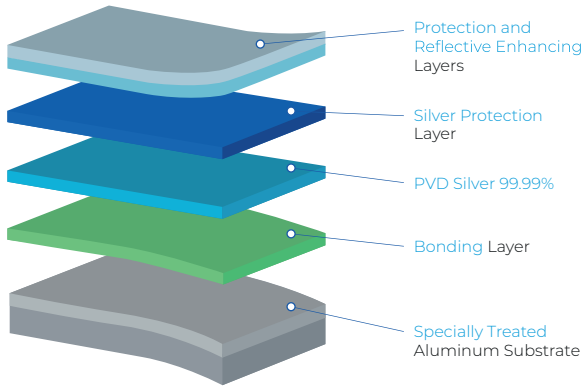 Protection and
Reflective Enhancing
Layers
Silver Protection
Layer
PVD Silver 99.99%
Bonding Layer
Specially Treated
Aluminum Substrate